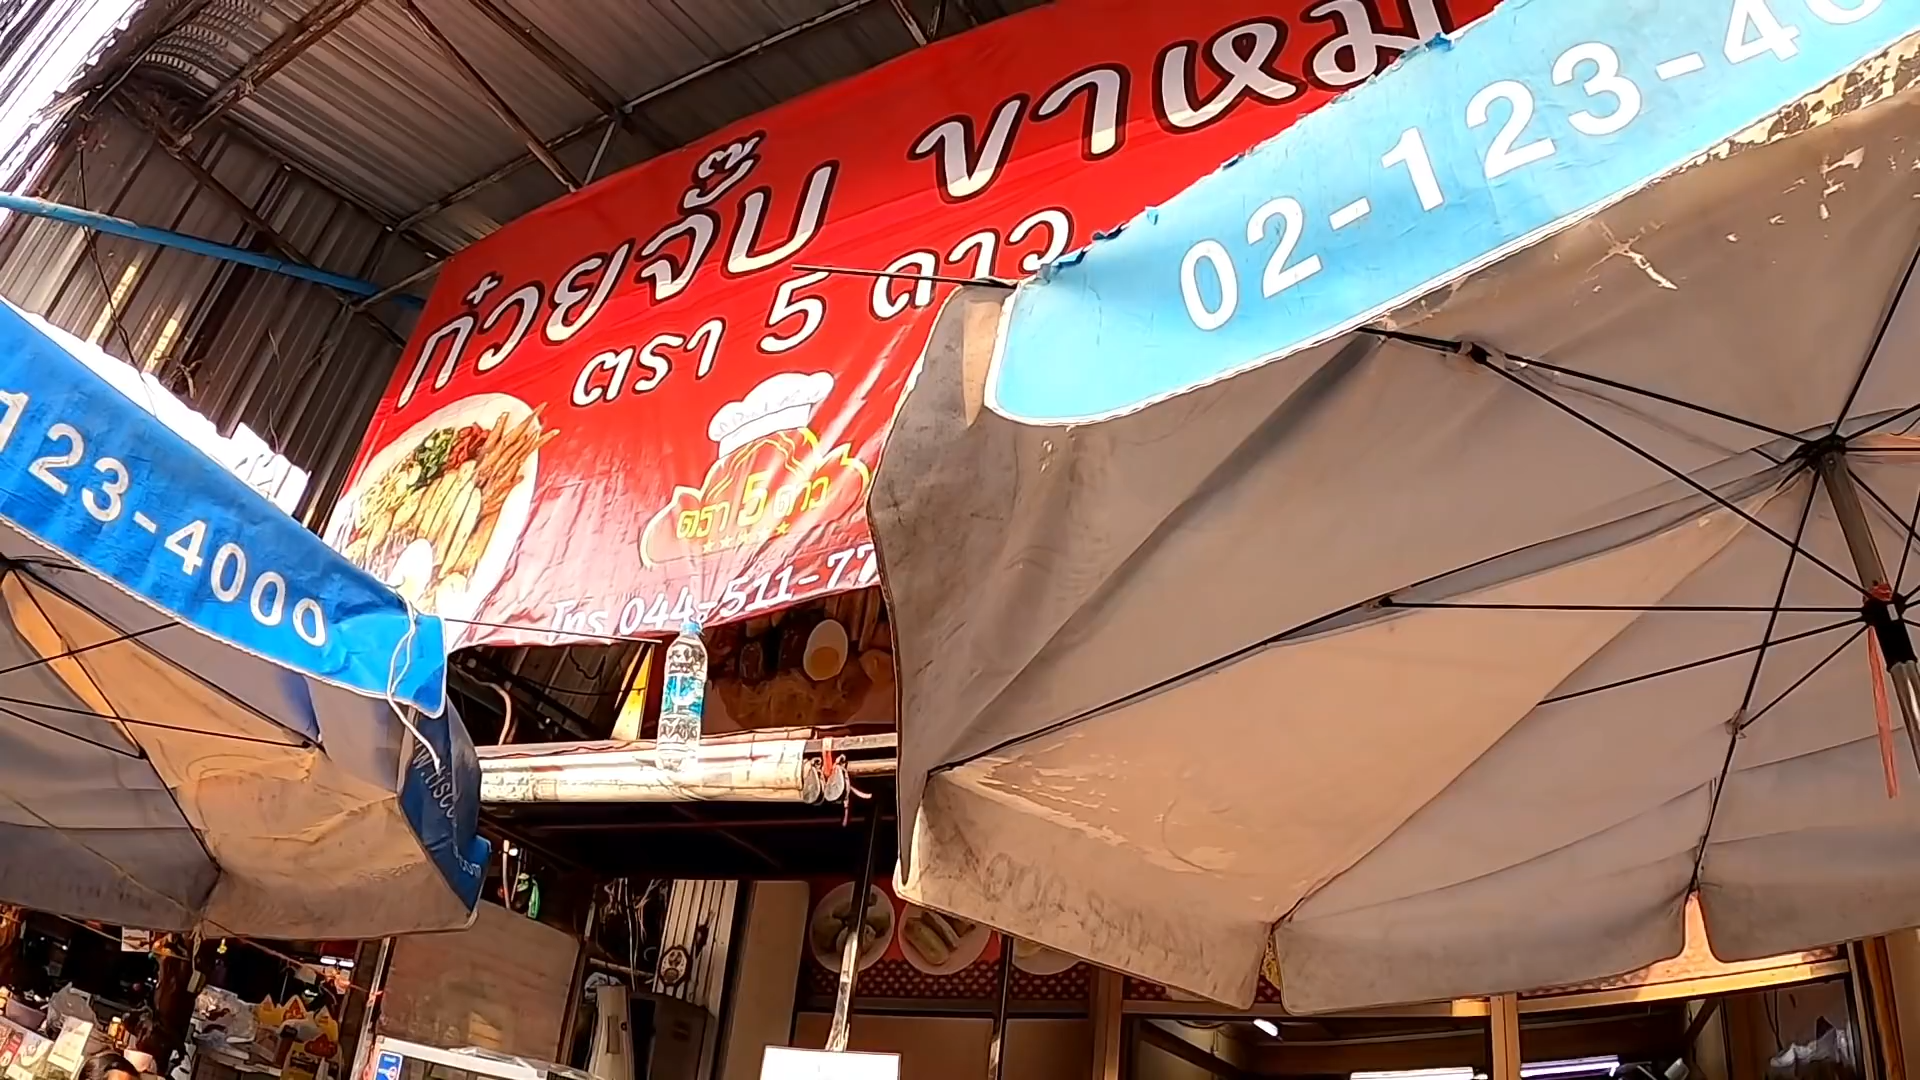 ก๋วยจั๊บ ขาหม
ตรา 5 ดาว
ตรา 5 ดาว
โทร 044-511-77
02-123-40
123-4000